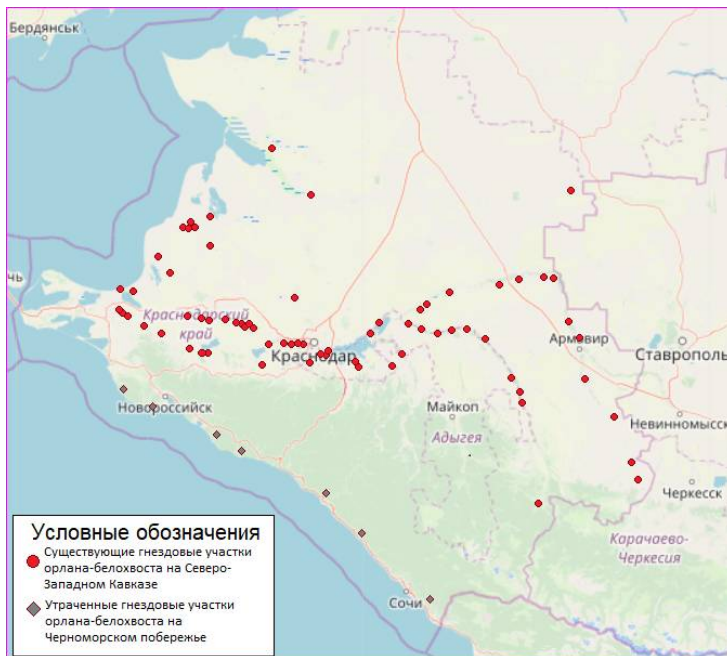 Бердянськ
чь
Краснодарский
край
Краснодар
Новороссийск
Майкоп
Адыгея
Армавир
Ставрополь
Невинномысск
Черкесск
Карачаево-
Черкесия
Сочи
Условные обозначения
Существующие гнездовые участки
орлана-белохвоста на Северо-
Западном Кавказе
Утраченные гнездовые участки
орлана-белохвоста на
Черноморском побережье